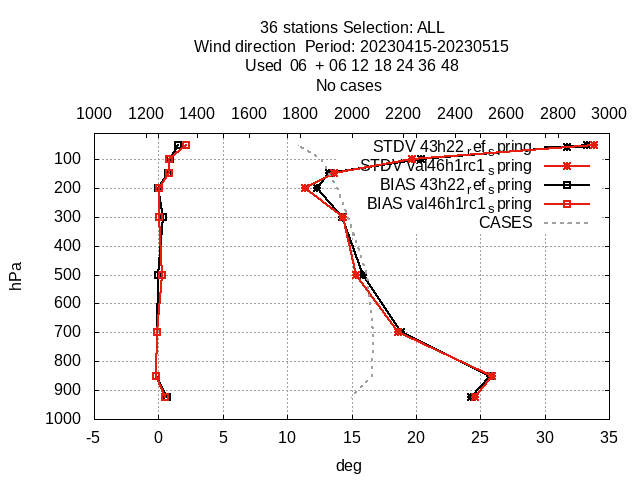 36 stations Selection: ALL
Wind direction  Period: 20230415-20230515
Used  06  + 06 12 18 24 36 48
No cases
1000 1200 1400 1600 1800 2000 2200 2400 2600 2800 3000
STDV 43h22_ref_spring
STDV val46h1rc1_spring
BIAS 43h22_ref_spring
BIAS val46h1rc1_spring
CASES
100
200
300
400
500
600
700
800
900
1000
hPa
-5 0 5 10 15 20 25 30 35
deg